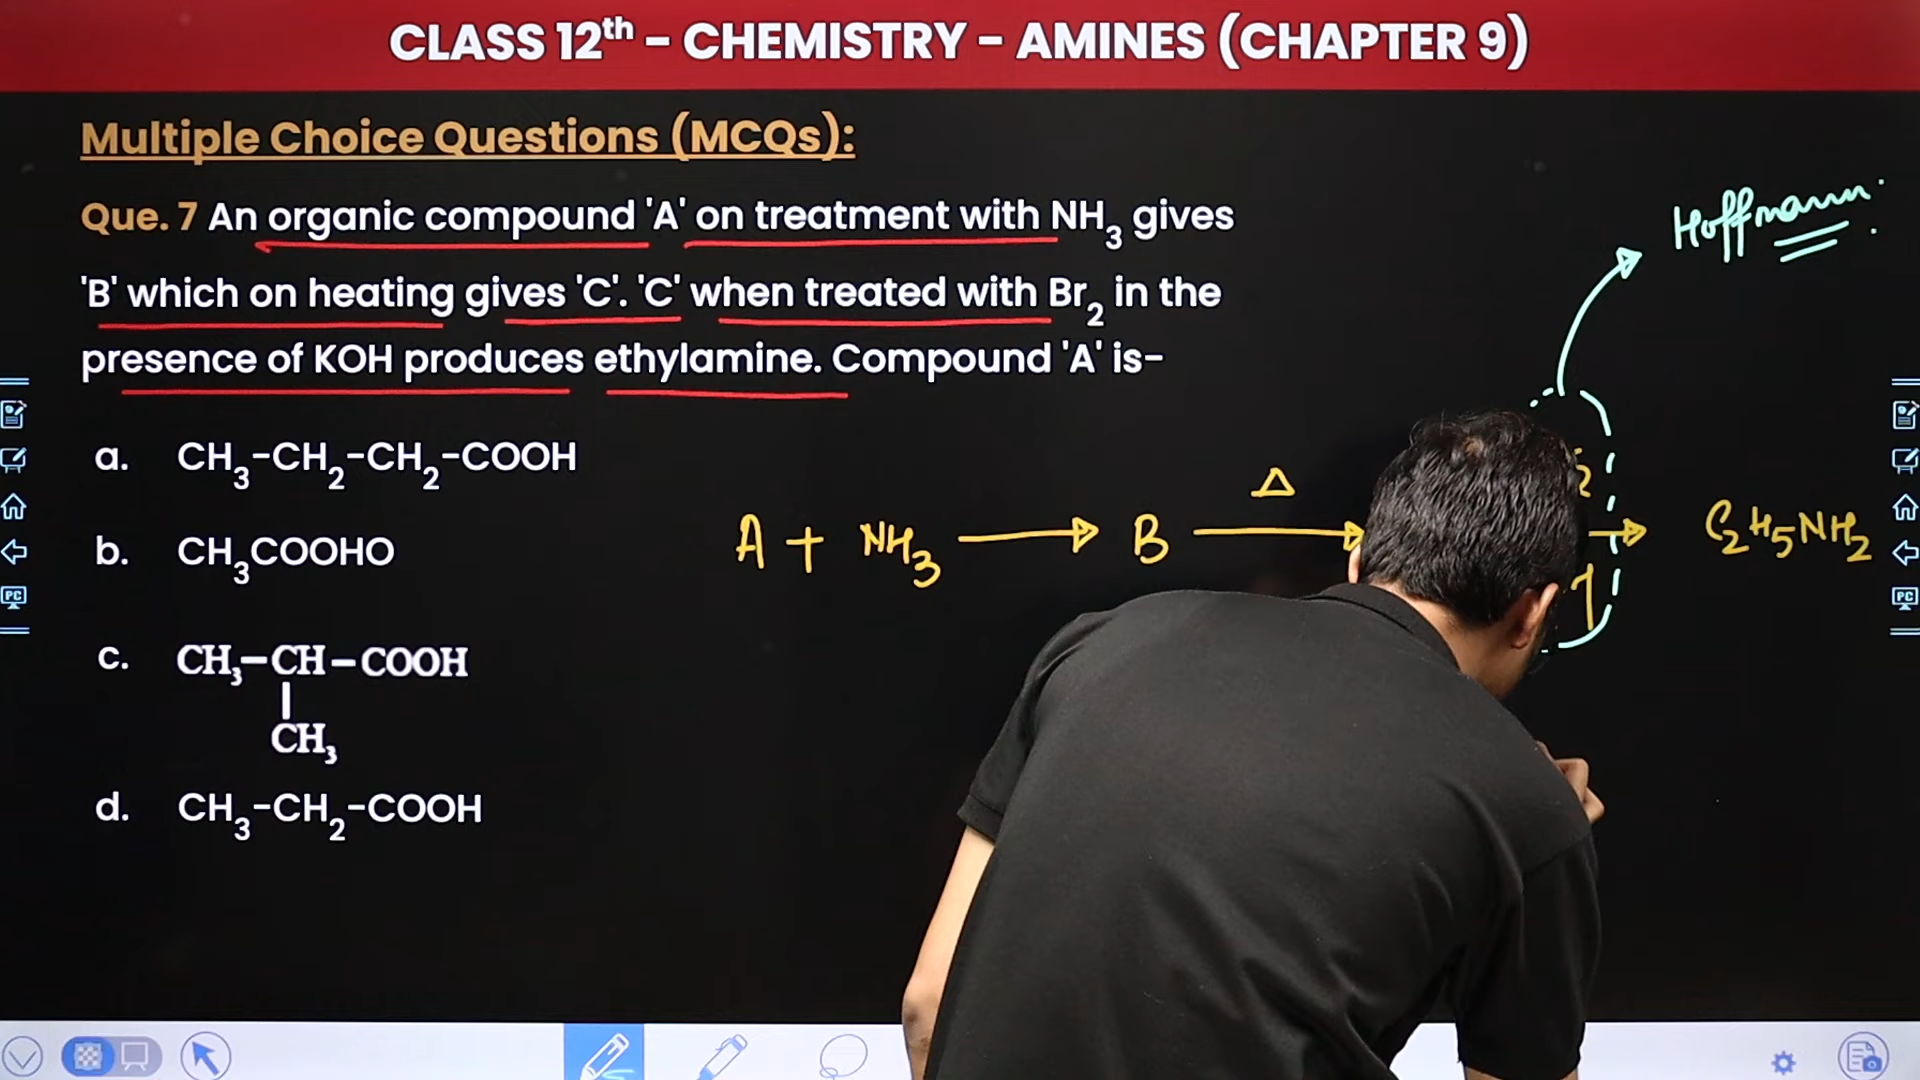 CLASS 12th - CHEMISTRY - AMINES (CHAPTER 9)
Multiple Choice Questions (MCQs):
Que. 7 An organic compound 'A' on treatment with NH3 gives
'B' which on heating gives 'C'. 'C' when treated with Br2 in the
presence of KOH produces ethylamine. Compound 'A' is-
a. CH3-CH2-CH2-COOH
b. CH3COOHO
c. CH3-CH-COOH
CH3
d. CH3-CH2-COOH
Hoffmann
Δ
A + NH3 → B → → C2H5NH2
PC
PC